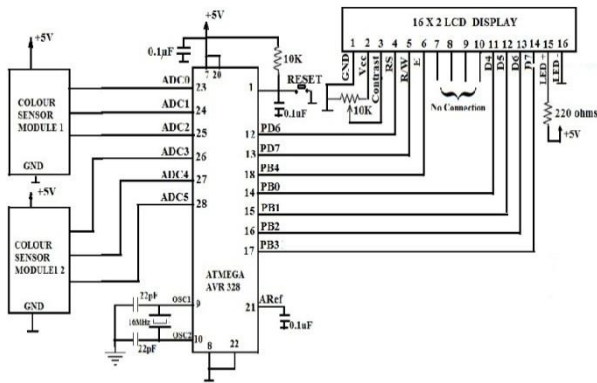 +5V
0.1uF
10K
7 20
RESET
0.1uF
1
16 X 2 LCD DISPLAY
1 2 3 4 5 6 7 8 9 10 11 12 13 14 15 16
GND
Vcc
Contrast
RS
R/W
E
D4
D5
D6
D7
LED +
LED -
No Connection
10K
220 ohms
+5V
+5V
COLOUR
SENSOR
MODULE 1
GND
ADC0
23
ADC1
24
ADC2
25
ADC3
26
ADC4
27
ADC5
28
12 PD6
13 PD7
18 PB4
14 PB0
15 PB1
16 PB2
17 PB3
+5V
COLOUR
SENSOR
MODULE1 2
GND
ATMEGA
AVR 328
21 ARef
0.1uF
22pF
OSC1 9
16MHz
OSC2 10
22pF
8 22